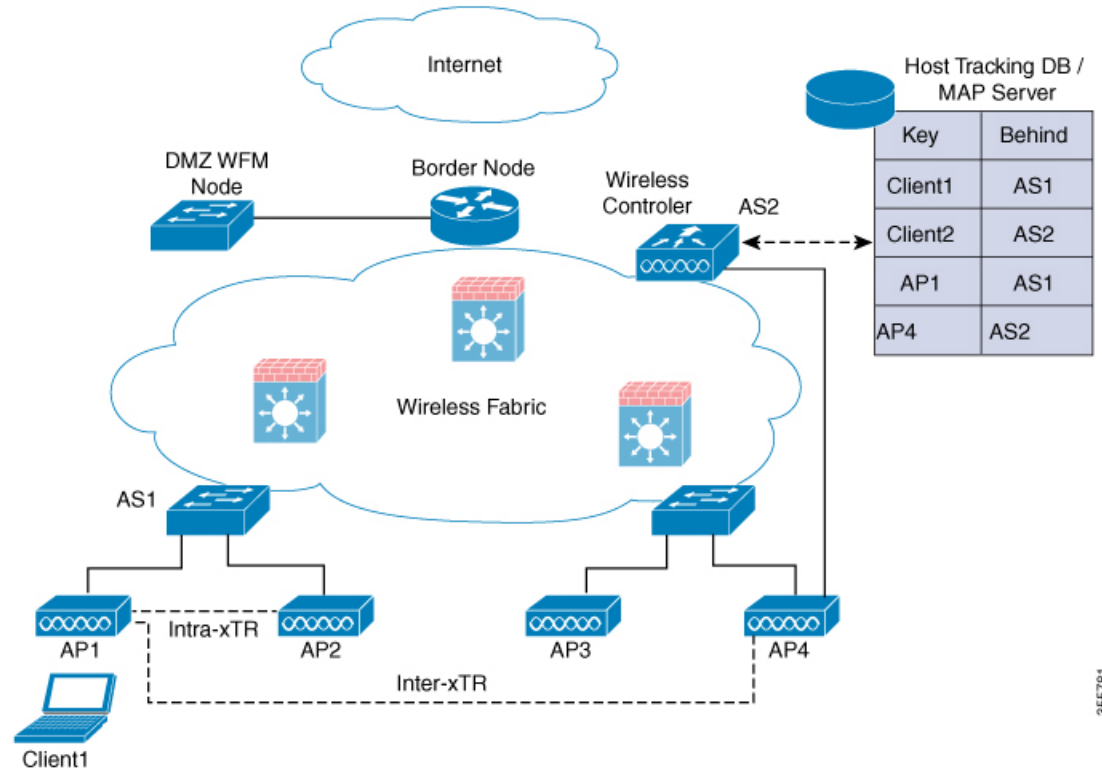 Internet
Host Tracking DB /
MAP Server
Key Behind
Client1 AS1
Client2 AS2
AP1 AS1
AP4 AS2
DMZ WFM
Node
Border Node
Wireless
Controler
AS2
Wireless Fabric
AS1
AP1
Intra-xTR
AP2
AP3
AP4
Inter-xTR
Client1
355791